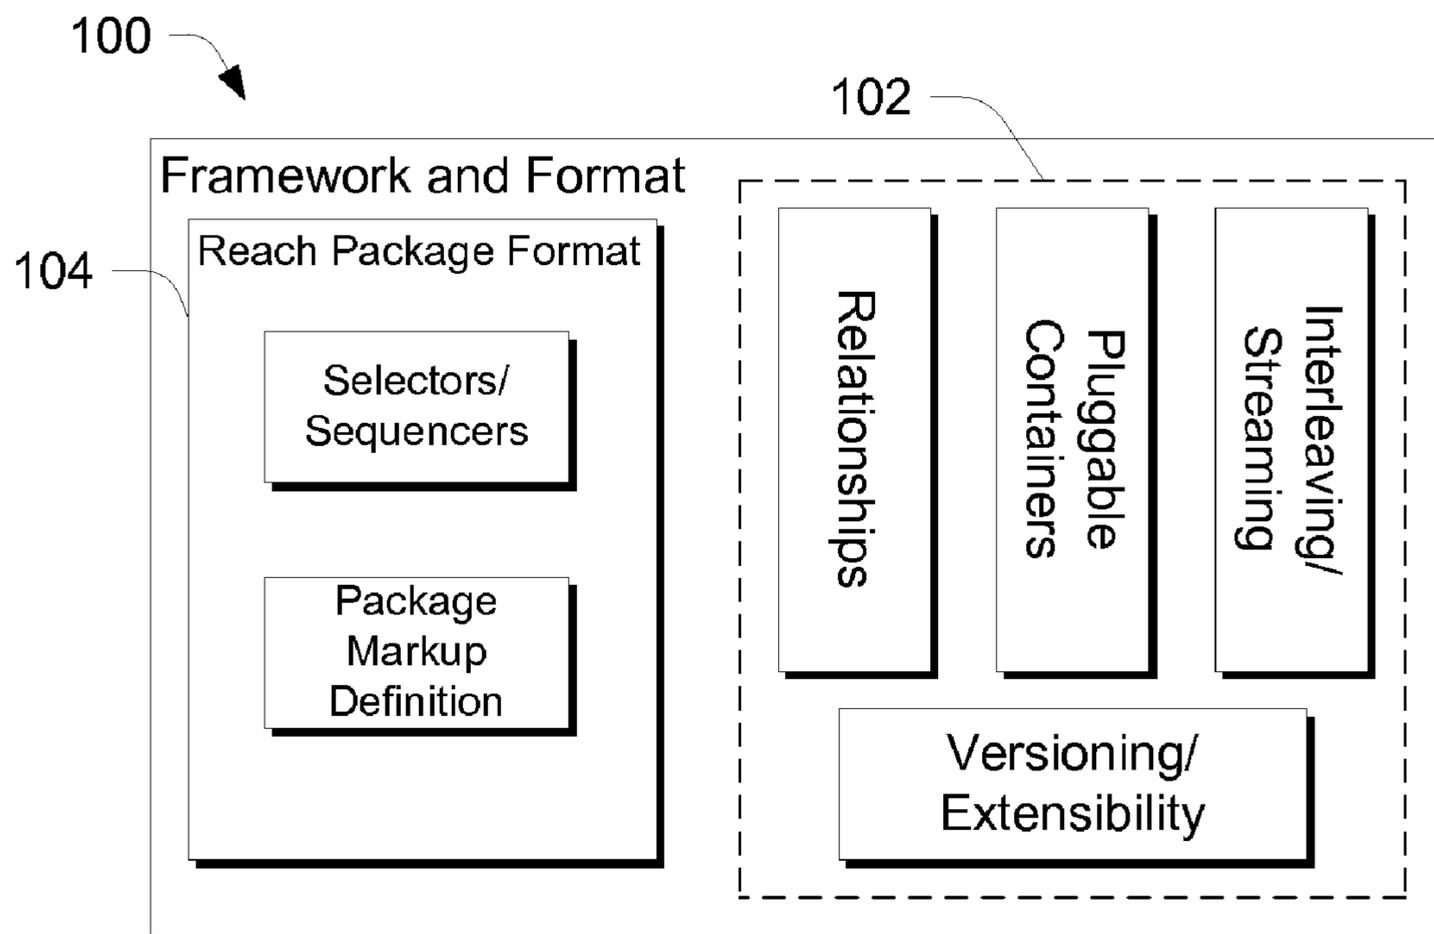 100
102
Framework and Format
104
Reach Package Format
Selectors/
Sequencers
Package
Markup
Definition
Relationships
Pluggable
Containers
Interleaving/
Streaming
Versioning/
Extensibility